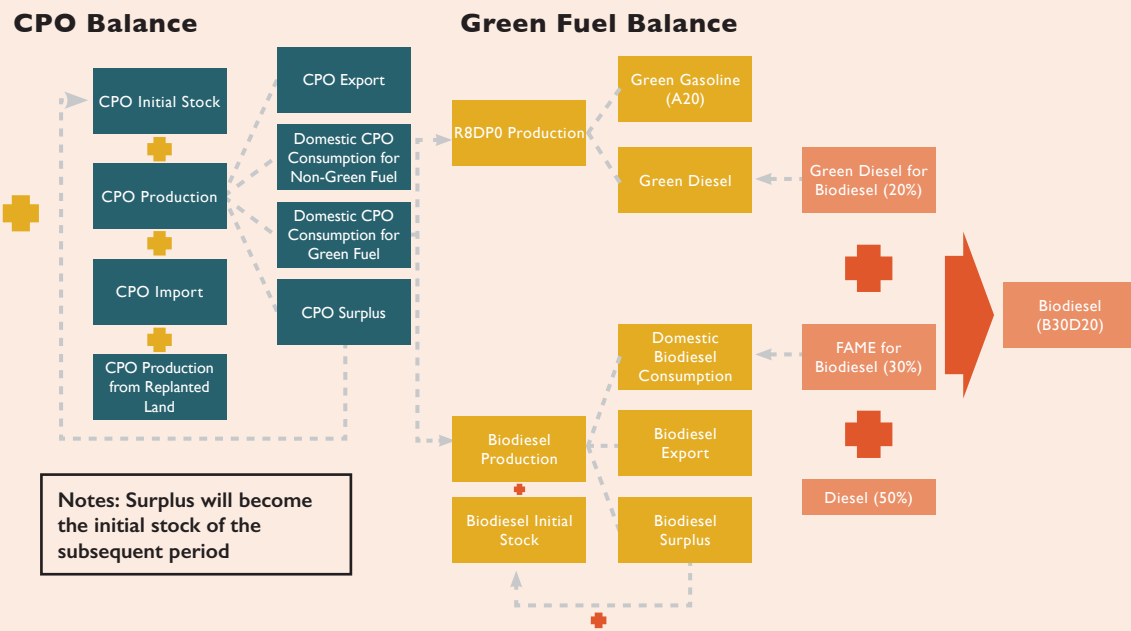 CPO Balance
CPO Initial Stock
CPO Production
CPO Import
CPO Production
from Replanted
Land
CPO Export
Domestic CPO
Consumption for
Non-Green Fuel
Domestic CPO
Consumption for
Green Fuel
CPO Surplus
Notes: Surplus will become
the initial stock of the
subsequent period
Green Fuel Balance
R8DP0 Production
Green Gasoline
(A20)
Green Diesel
Biodiesel
Production
Biodiesel Initial
Stock
Domestic
Biodiesel
Consumption
Biodiesel
Export
Biodiesel
Surplus
Green Diesel for
Biodiesel (20%)
FAME for
Biodiesel (30%)
Diesel (50%)
Biodiesel
(B30D20)